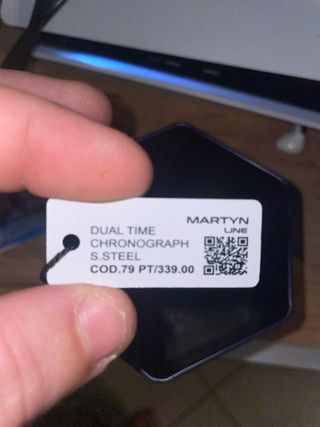 MARTYN
LINE
DUAL TIME
CHRONOGRAPH
S.STEEL
COD.79 PT/339.00